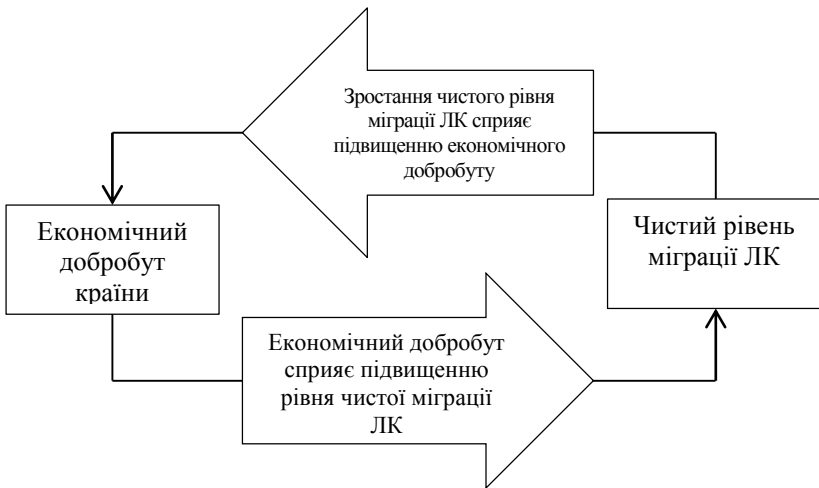 Зростання чистого рівня
міграції ЛК сприяє
підвищенню економічного
добробуту
Економічний
добробут
країни
Чистий рівень
міграції ЛК
Економічний добробут
сприяє підвищенню
рівня чистої міграції
ЛК